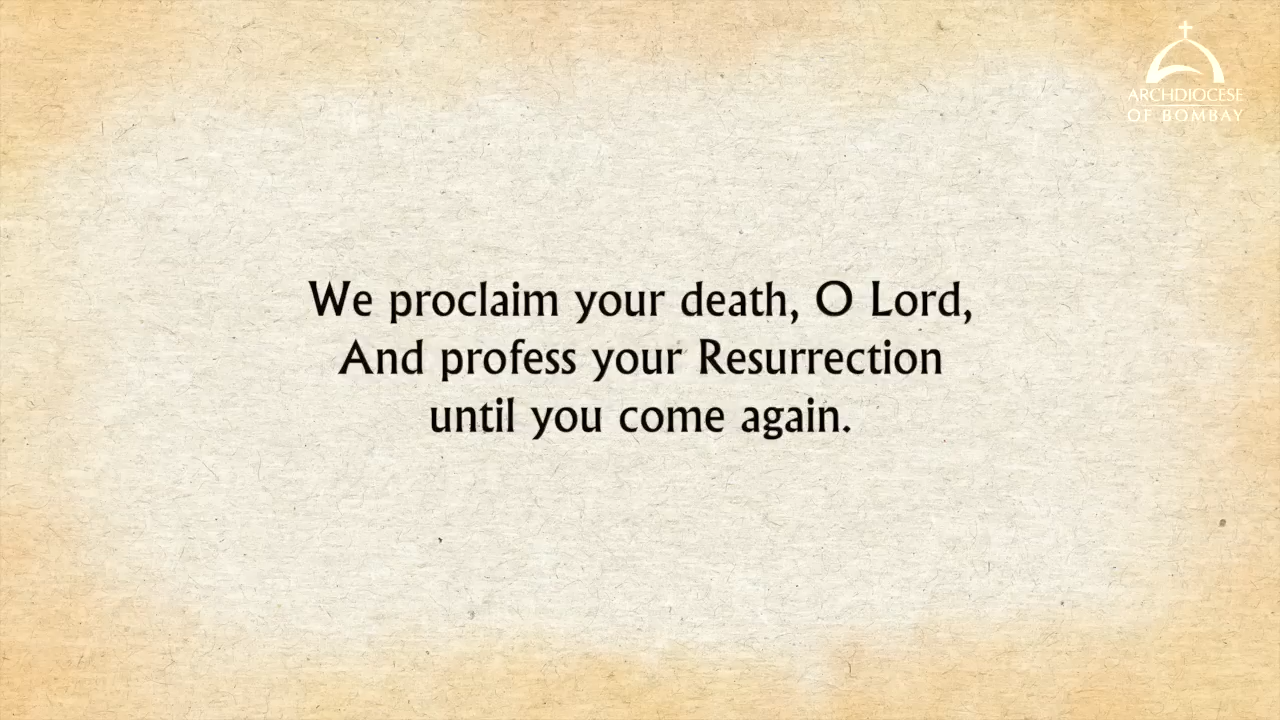 ARCHDIOCESE
OF BOMBAY
We proclaim your death, O Lord,
And profess your Resurrection
until you come again.